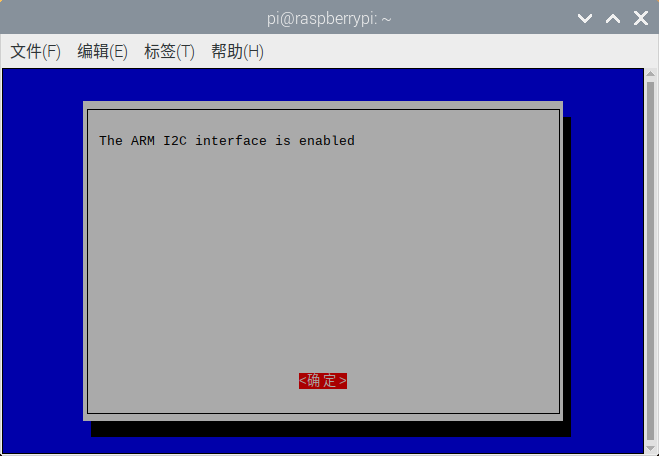 pi@raspberrypi: ~
文件(F) 编辑(E) 标签(T) 帮助(H)
The ARM I2C interface is enabled
<确定>